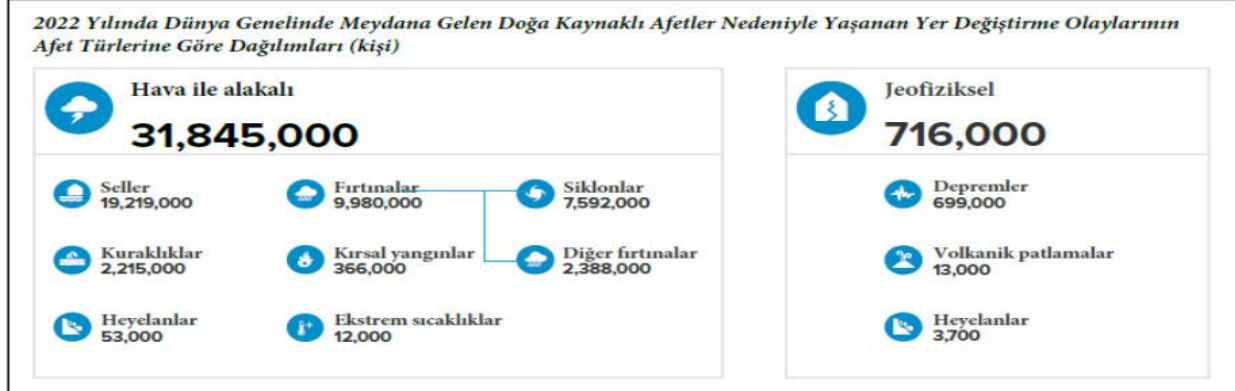 2022 Yılında Dünya Genelinde Meydana Gelen Doğa Kaynaklı Afetler Nedeniyle Yaşanan Yer Değiştirme Olaylarının
Afet Türlerine Göre Dağılımları (kişi)
Hava ile alakalı
31,845,000
Seller
19,219,000
Fırtınalar
9,980,000
Siklonlar
7,592,000
Kuraklıklar
2,215,000
Kırsal yangınlar
366,000
Diğer fırtınalar
2,388,000
Heyelanlar
53,000
Ekstrem sıcaklıklar
12,000
Jeofiziksel
716,000
Depremler
699,000
Volkanik patlamalar
13,000
Heyelanlar
3,700